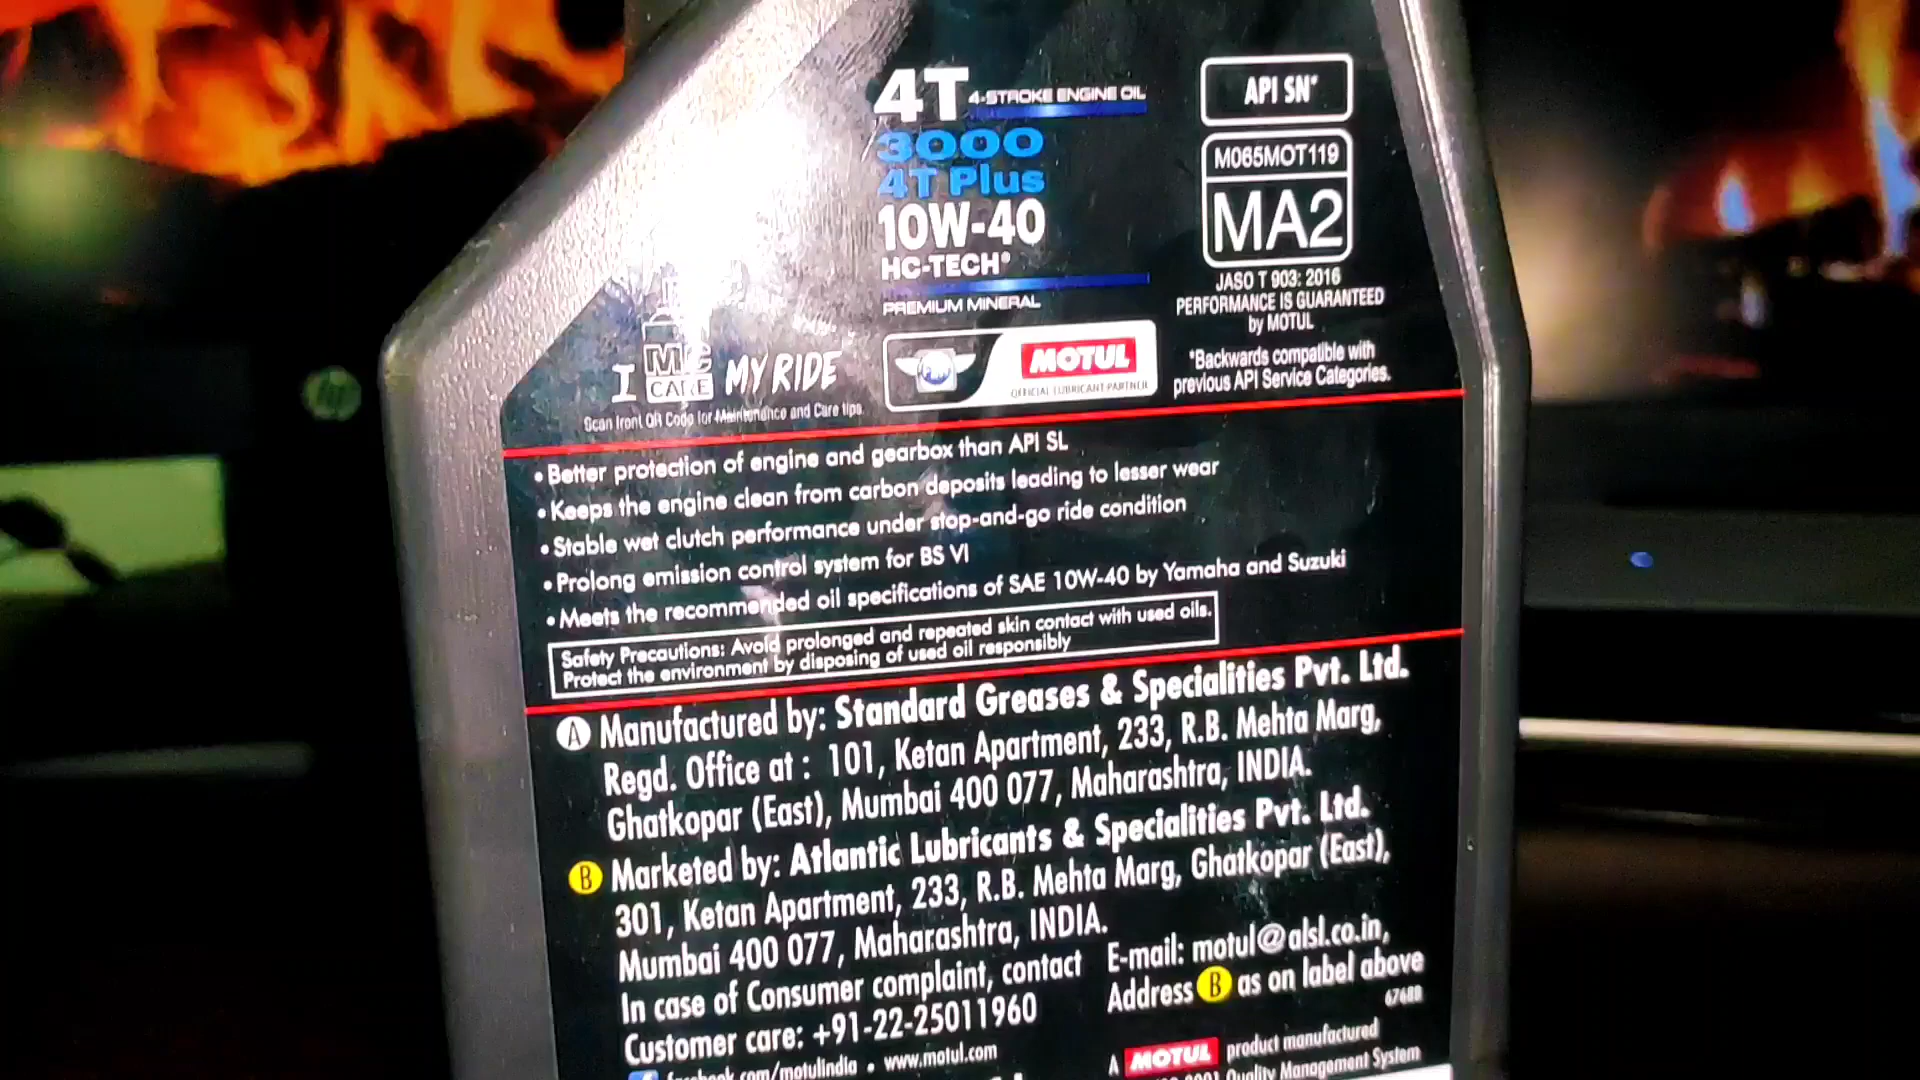 4T 4-STROKE ENGINE OIL
3000
4T Plus
10W-40
HC-TECH®
PREMIUM MINERAL
API SN*
M065MOT119
MA2
JASO T 903: 2016
PERFORMANCE IS GUARANTEED
by MOTUL
*Backwards compatible with
previous API Service Categories.
I MC CARE MY RIDE
Scan front QR Code for Maintenance and Care tips.
MOTUL
OFFICIAL LUBRICANT PARTNER
• Better protection of engine and gearbox than API SL
• Keeps the engine clean from carbon deposits leading to lesser wear
• Stable wet clutch performance under stop-and-go ride condition
• Prolong emission control system for BS VI
• Meets the recommended oil specifications of SAE 10W-40 by Yamaha and Suzuki
Safety Precautions: Avoid prolonged and repeated skin contact with used oils.
Protect the environment by disposing of used oil responsibly
A Manufactured by: Standard Greases & Specialities Pvt. Ltd.
Regd. Office at : 101, Ketan Apartment, 233, R.B. Mehta Marg,
Ghatkopar (East), Mumbai 400 077, Maharashtra, INDIA.
B Marketed by: Atlantic Lubricants & Specialities Pvt. Ltd.
301, Ketan Apartment, 233, R.B. Mehta Marg, Ghatkopar (East),
Mumbai 400 077, Maharashtra, INDIA.
In case of Consumer complaint, contact
Customer care: +91-22-25011960
E-mail: motul@alsl.co.in,
Address B as on label above
facebook.com/motulindia • www.motul.com
A MOTUL product manufactured
9001 Quality Management System
hp